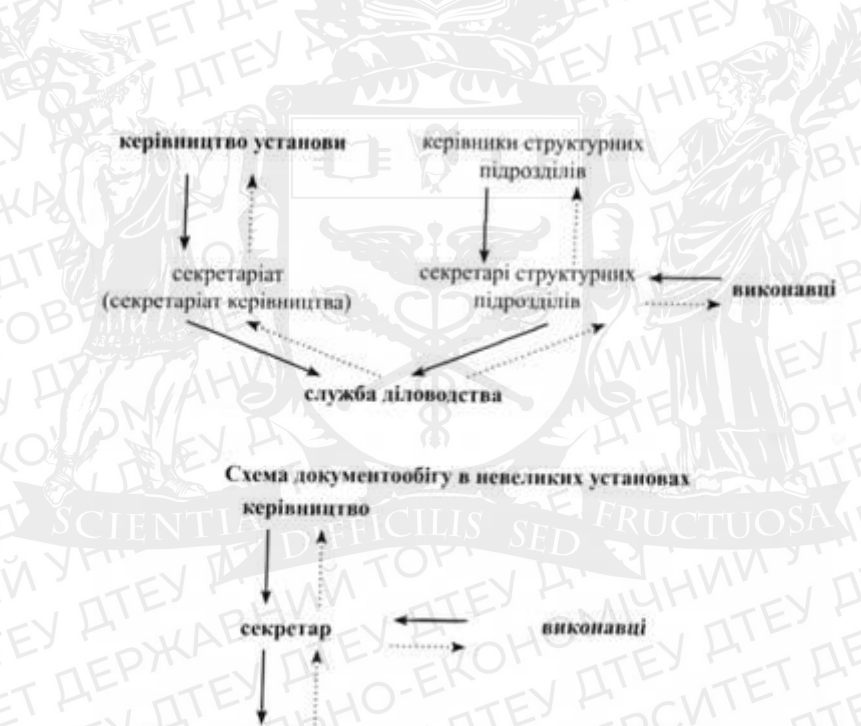 керівництво установи
керівники структурних
підрозділів
секретаріат
(секретаріат керівництва)
секретарі структурних
підрозділів
виконавці
служба діловодства
Схема документообігу в невеликих установах
керівництво
SCIENTIA DIFFICILIS SED FRUCTUOSA
секретар
виконавці